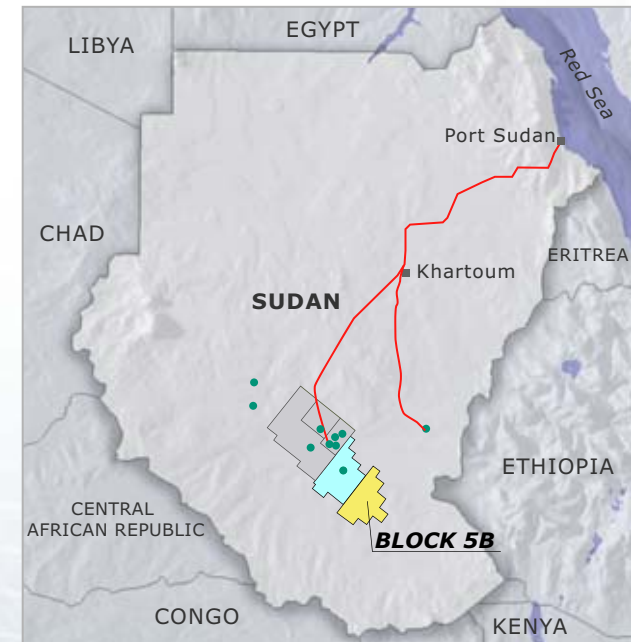 EGYPT
LIBYA
Red Sea
Port Sudan
CHAD
ERITREA
Khartoum
SUDAN
ETHIOPIA
CENTRAL
AFRICAN REPUBLIC
BLOCK 5B
CONGO
KENYA